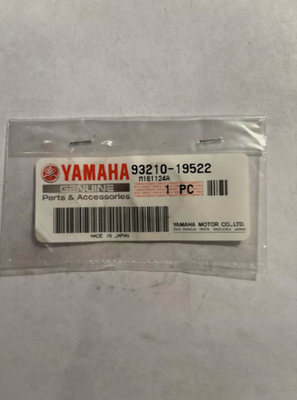 YAMAHA 93210-19522
M161124A
GENUINE 1 PC
Parts & Accessories
YAMAHA MOTOR CO., LTD.
MADE IN JAPAN